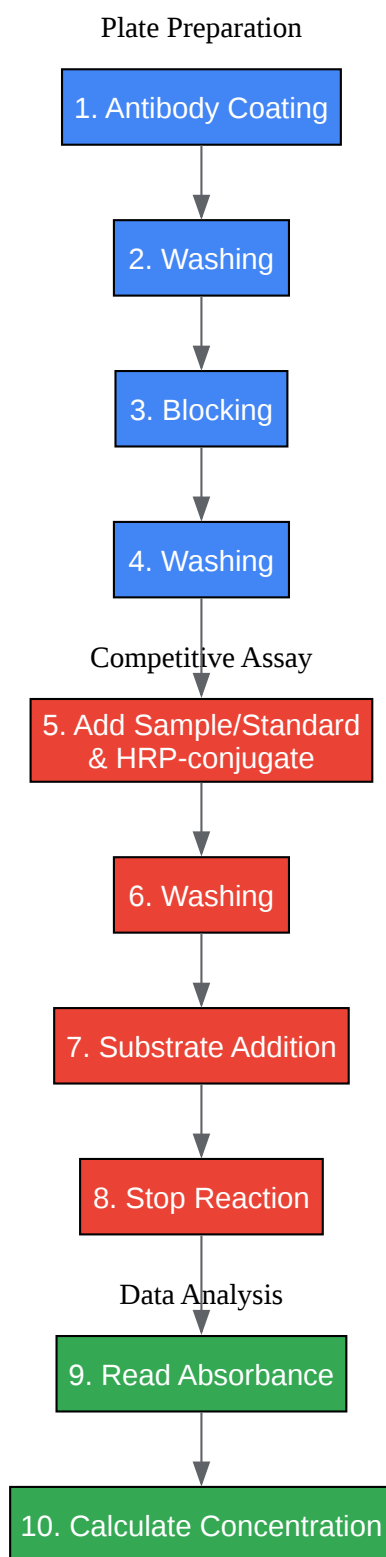 Plate Preparation
1. Antibody Coating
2. Washing
3. Blocking
4. Washing
Competitive Assay
5. Add Sample/Standard
& HRP-conjugate
6. Washing
7. Substrate Addition
8. Stop Reaction
Data Analysis
9. Read Absorbance
10. Calculate Concentration